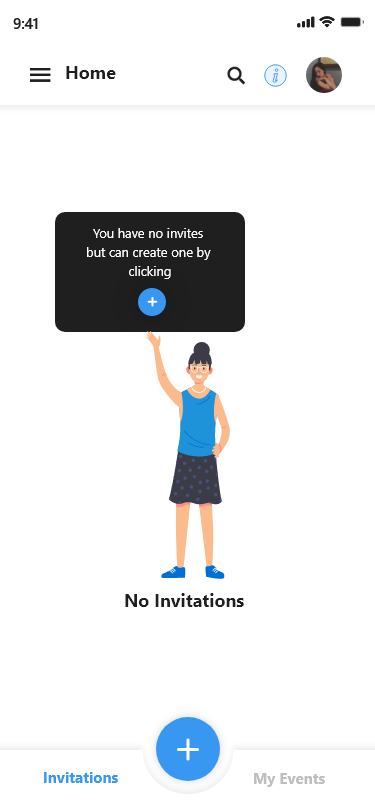 9:41
Home
i
You have no invites
but can create one by
clicking
No Invitations
Invitations
My Events